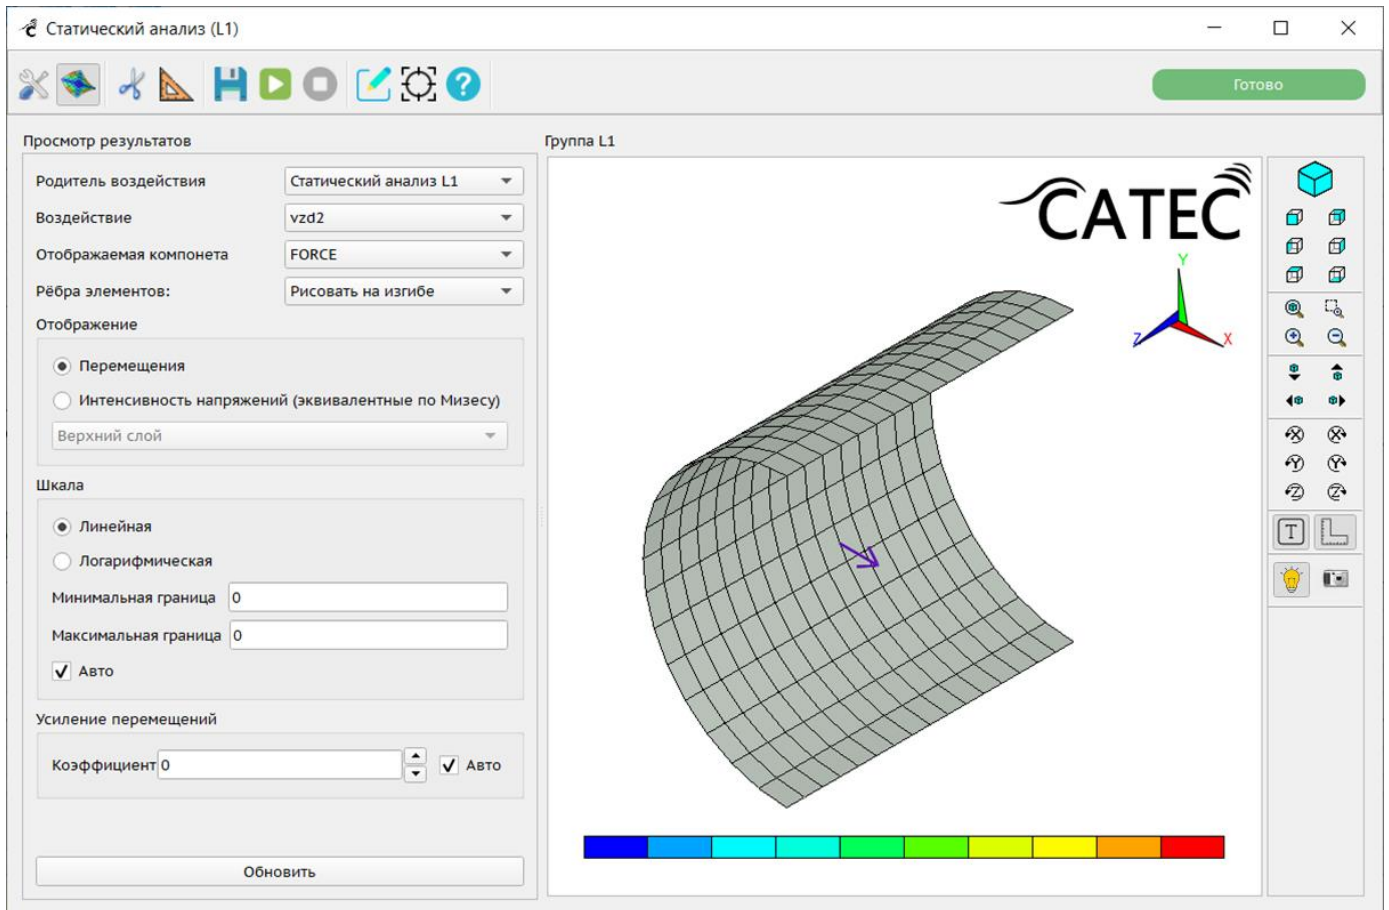 Статический анализ (L1)
Готово
Просмотр результатов
Группа L1
Родитель воздействия
Статический анализ L1
Воздействие
vzd2
Отображаемая компонета
FORCE
Рёбра элементов:
Рисовать на изгибе
Отображение
Перемещения
Интенсивность напряжений (эквивалентные по Мизесу)
Верхний слой
Шкала
Линейная
Логарифмическая
Минимальная граница 0
Максимальная граница 0
Авто
Усиление перемещений
Коэффициент 0
Авто
Обновить
CATEC
Y
Z
X
X X
Y Y
Z Z
T